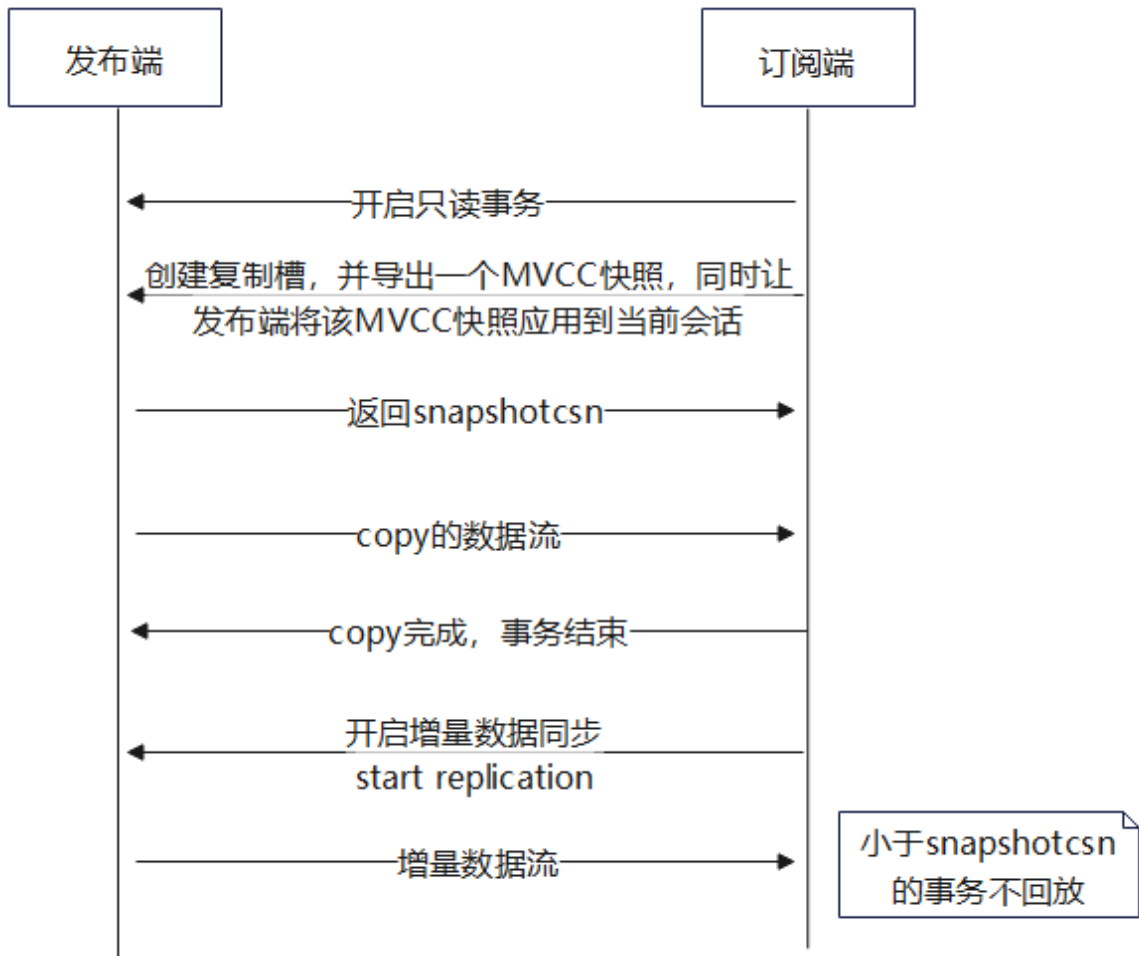 发布端
订阅端
开启只读事务
创建复制槽，并导出一个MVCC快照，同时让
发布端将该MVCC快照应用到当前会话
返回snapshotcsn
copy的数据流
copy完成，事务结束
开启增量数据同步
start replication
增量数据流
小于snapshotcsn
的事务不回放